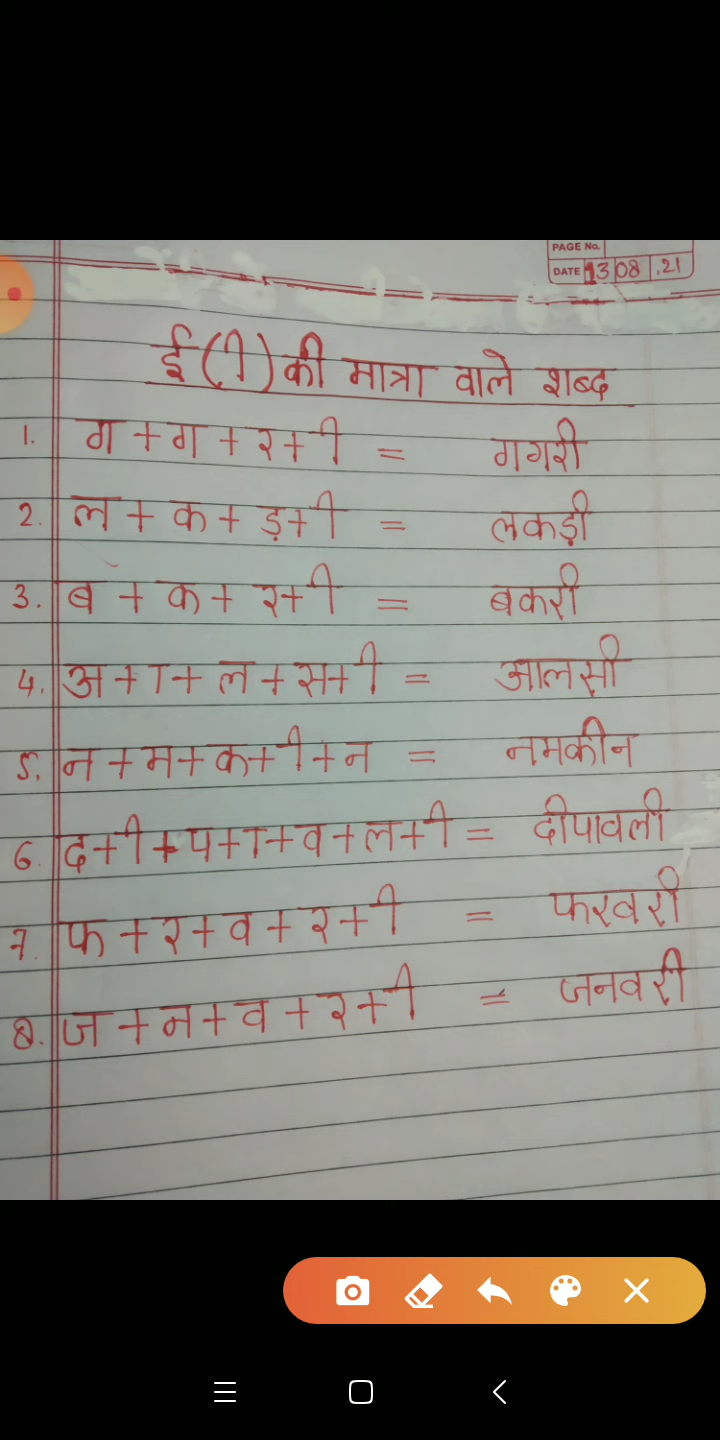 PAGE No.
DATE 13 08 .21
ई (ी) की मात्रा वाले शब्द
1. ग + ग + र + ी = गगरी
2. ल + क + ड़ + ी = लकड़ी
3. ब + क + र + ी = बकरी
4. अ + ा + ल + स + ी = आलसी
5. न + म + क + ी + न = नमकीन
6. द + ी + प + ा + व + ल + ी = दीपावली
7. फ + र + व + र + ी = फरवरी
8. ज + न + व + र + ी = जनवरी